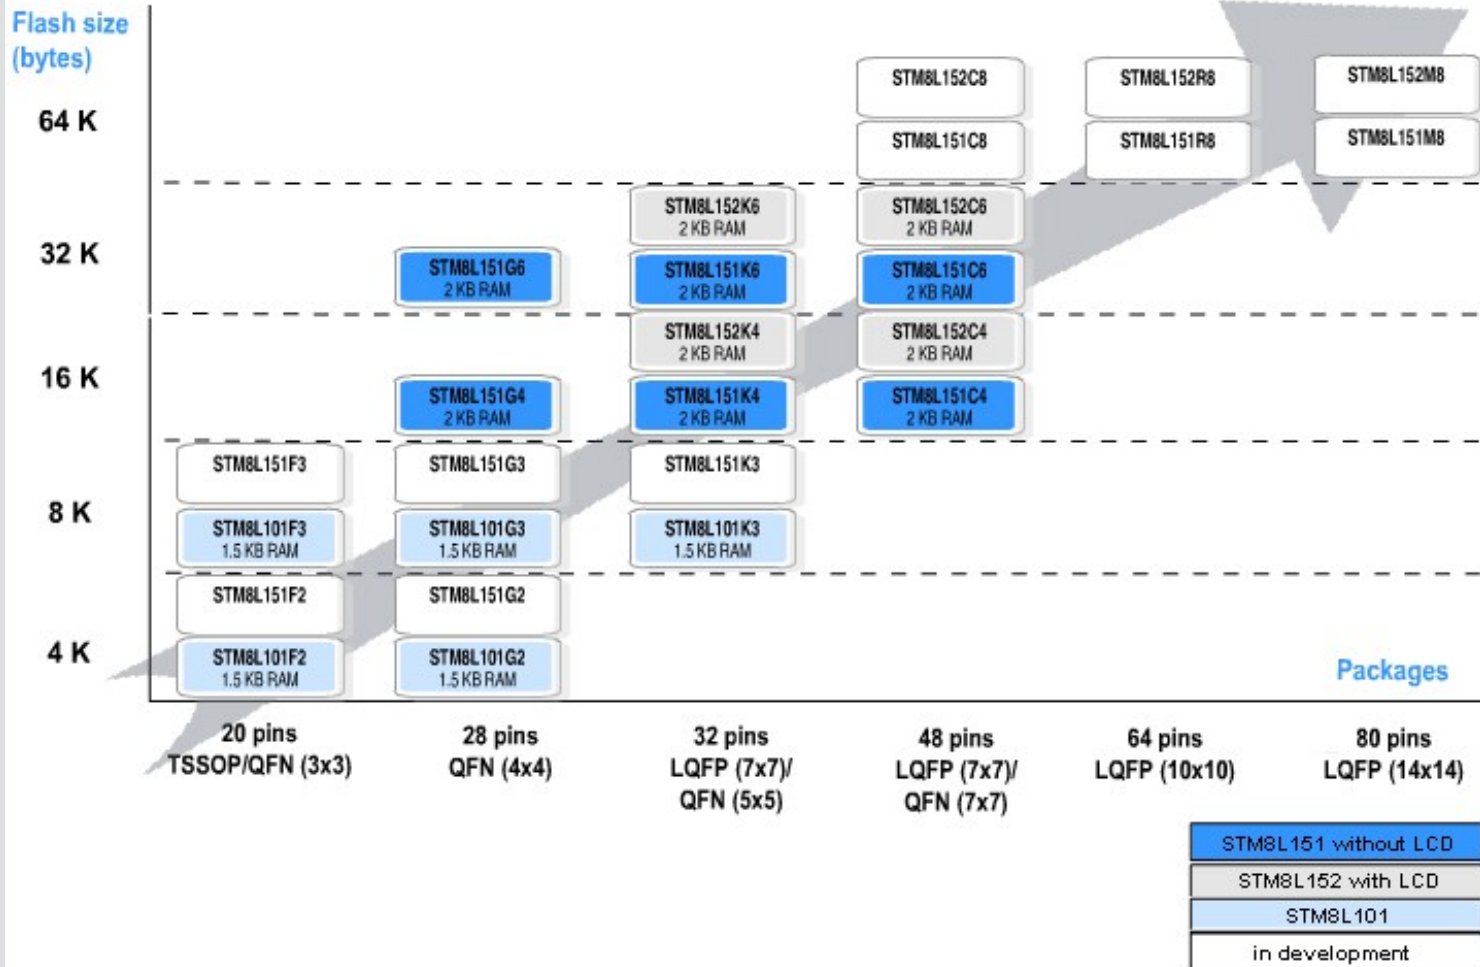 Flash size
(bytes)
64 K
STM8L152C8
STM8L152R8
STM8L152M8
STM8L151C8
STM8L151R8
STM8L151M8
32 K
STM8L152K6
2 KB RAM
STM8L152C6
2 KB RAM
STM8L151G6
2 KB RAM
STM8L151K6
2 KB RAM
STM8L151C6
2 KB RAM
16 K
STM8L152K4
2 KB RAM
STM8L152C4
2 KB RAM
STM8L151G4
2 KB RAM
STM8L151K4
2 KB RAM
STM8L151C4
2 KB RAM
8 K
STM8L151F3
STM8L151G3
STM8L151K3
STM8L101F3
1.5 KB RAM
STM8L101G3
1.5 KB RAM
STM8L101K3
1.5 KB RAM
4 K
STM8L151F2
STM8L151G2
STM8L101F2
1.5 KB RAM
STM8L101G2
1.5 KB RAM
Packages
20 pins
TSSOP/QFN (3x3)
28 pins
QFN (4x4)
32 pins
LQFP (7x7)/
QFN (5x5)
48 pins
LQFP (7x7)/
QFN (7x7)
64 pins
LQFP (10x10)
80 pins
LQFP (14x14)
STM8L151 without LCD
STM8L152 with LCD
STM8L101
in development